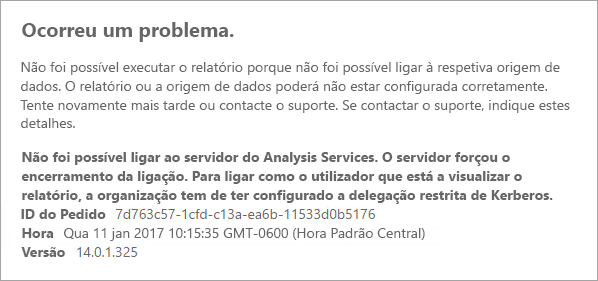 Ocorreu um problema.
Não foi possível executar o relatório porque não foi possível ligar à respetiva origem de
dados. O relatório ou a origem de dados poderá não estar configurada corretamente.
Tente novamente mais tarde ou contacte o suporte. Se contactar o suporte, indique estes
detalhes.
Não foi possível ligar ao servidor do Analysis Services. O servidor forçou o
encerramento da ligação. Para ligar como o utilizador que está a visualizar o
relatório, a organização tem de ter configurado a delegação restrita de Kerberos.
ID do Pedido 7d763c57-1cfd-c13a-ea6b-11533d0b5176
Hora Qua 11 jan 2017 10:15:35 GMT-0600 (Hora Padrão Central)
Versão 14.0.1.325